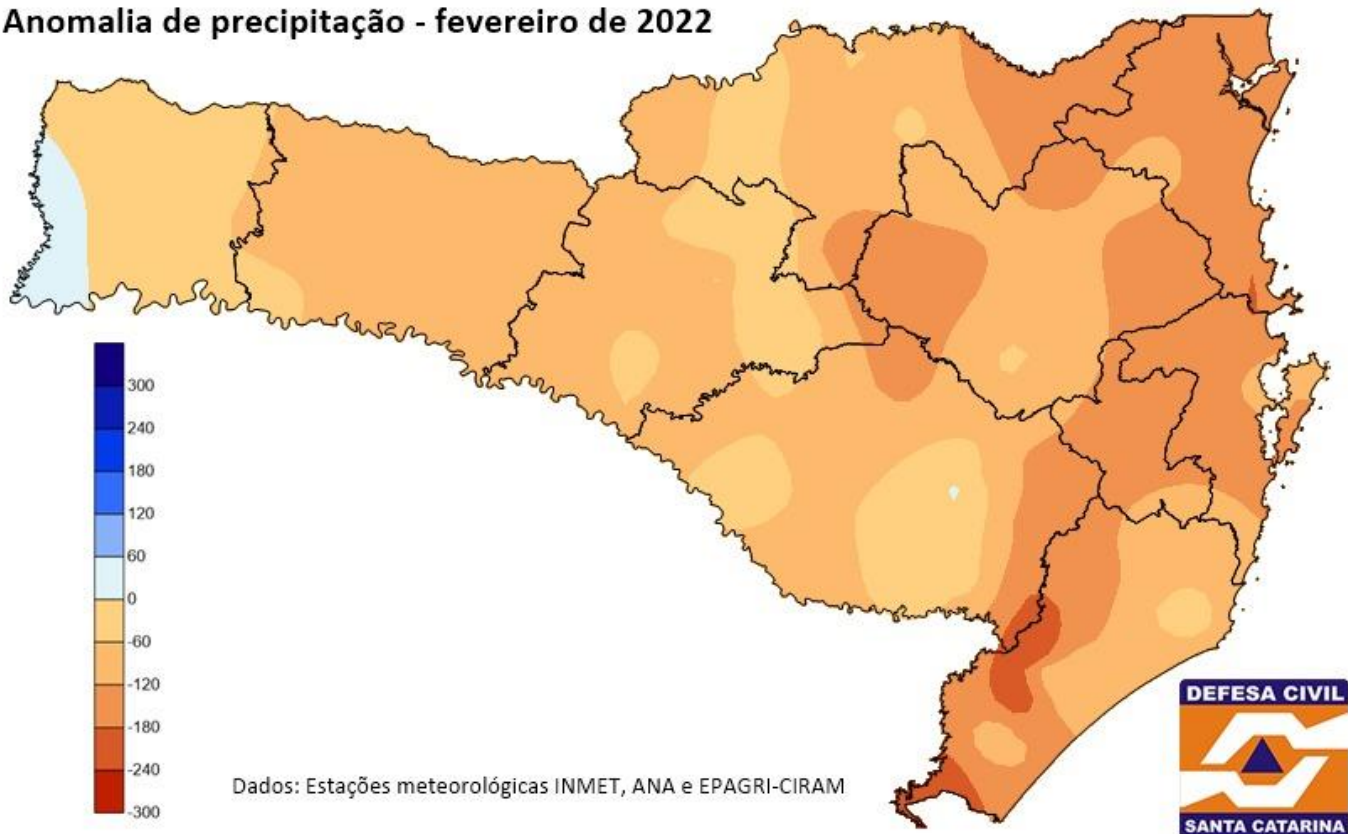 Anomalia de precipitação - fevereiro de 2022
300
240
180
120
60
0
-60
-120
-180
-240
-300
Dados: Estações meteorológicas INMET, ANA e EPAGRI-CIRAM
DEFESA CIVIL
SANTA CATARINA